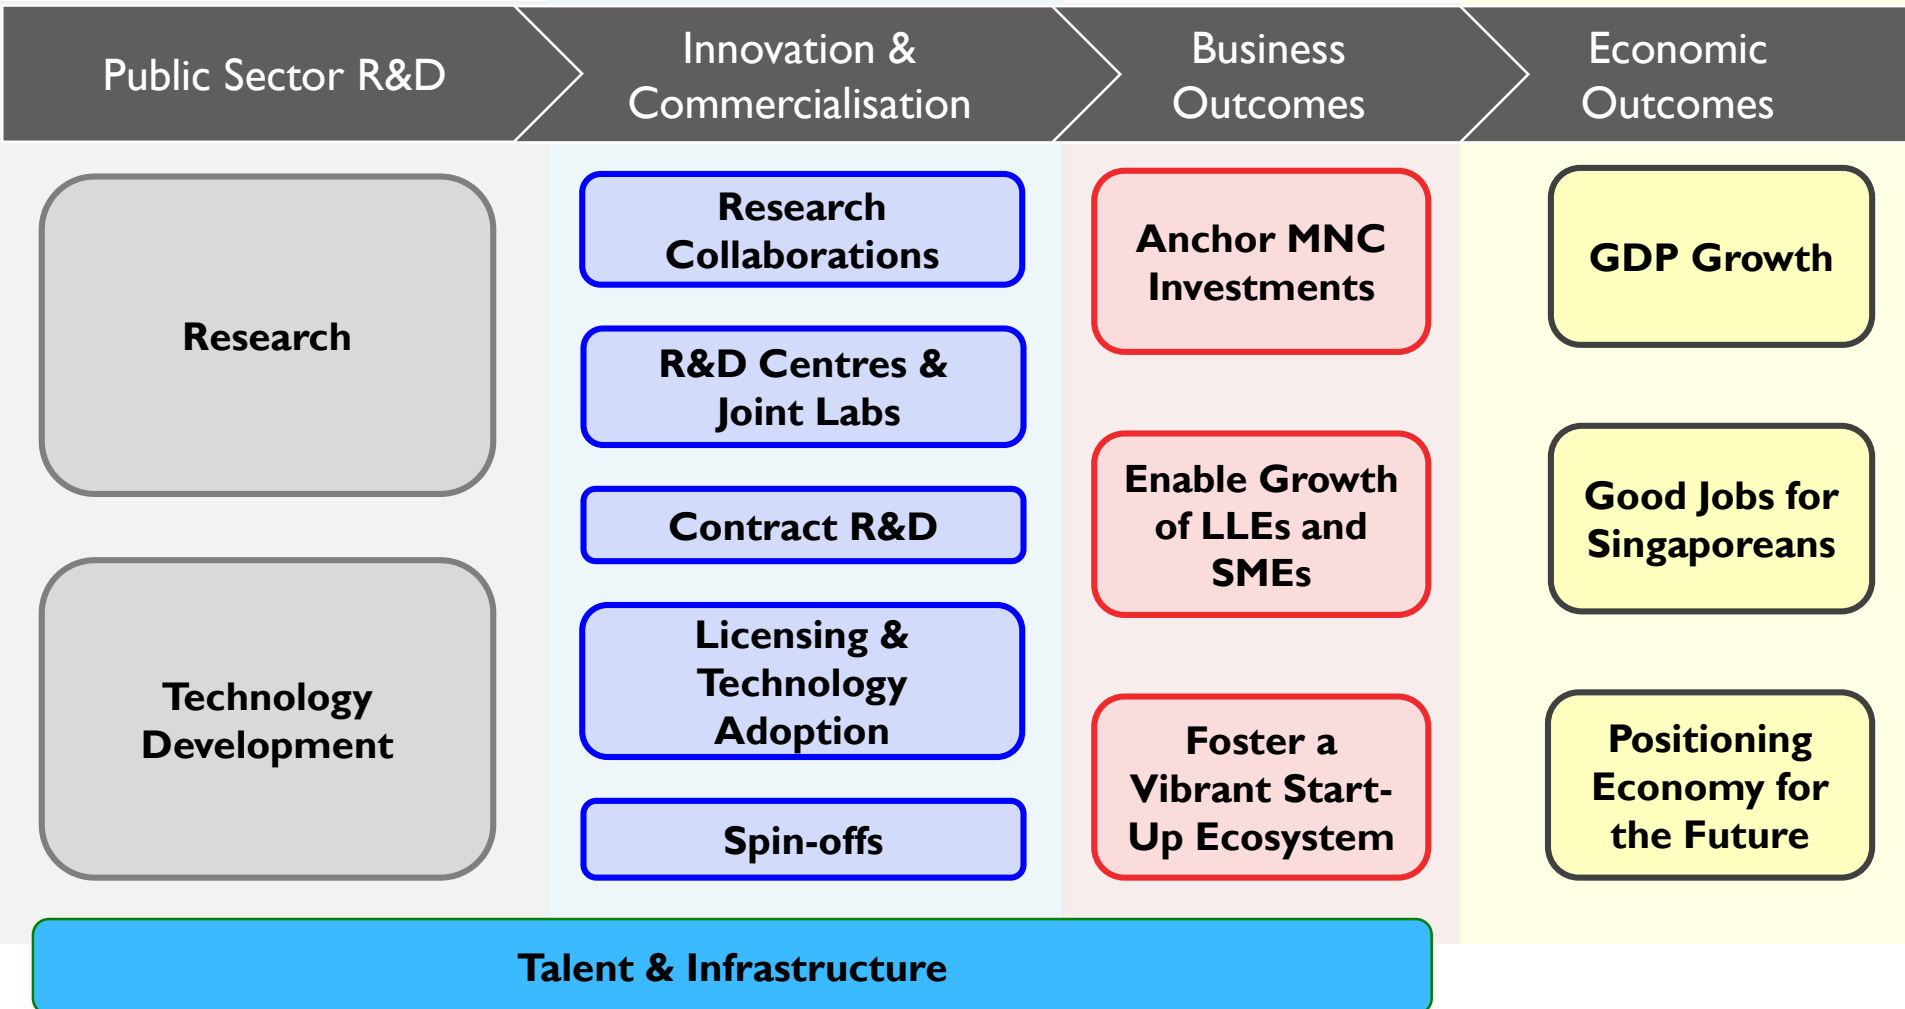 Public Sector R&D
Innovation &
Commercialisation
Business
Outcomes
Economic
Outcomes
Research
Technology
Development
Research
Collaborations
R&D Centres &
Joint Labs
Contract R&D
Licensing &
Technology
Adoption
Spin-offs
Anchor MNC
Investments
Enable Growth
of LLEs and
SMEs
Foster a
Vibrant Start-
Up Ecosystem
GDP Growth
Good Jobs for
Singaporeans
Positioning
Economy for
the Future
Talent & Infrastructure